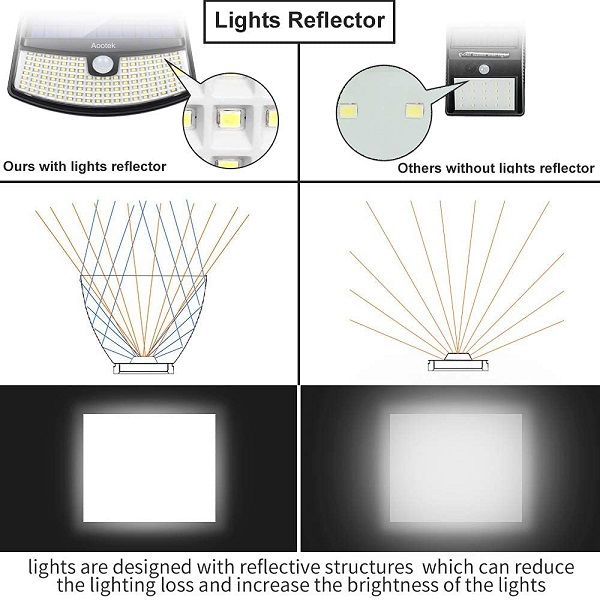 Lights Reflector
Aootek
Ours with lights reflector
Others without lights reflector
lights are designed with reflective structures which can reduce
the lighting loss and increase the brightness of the lights